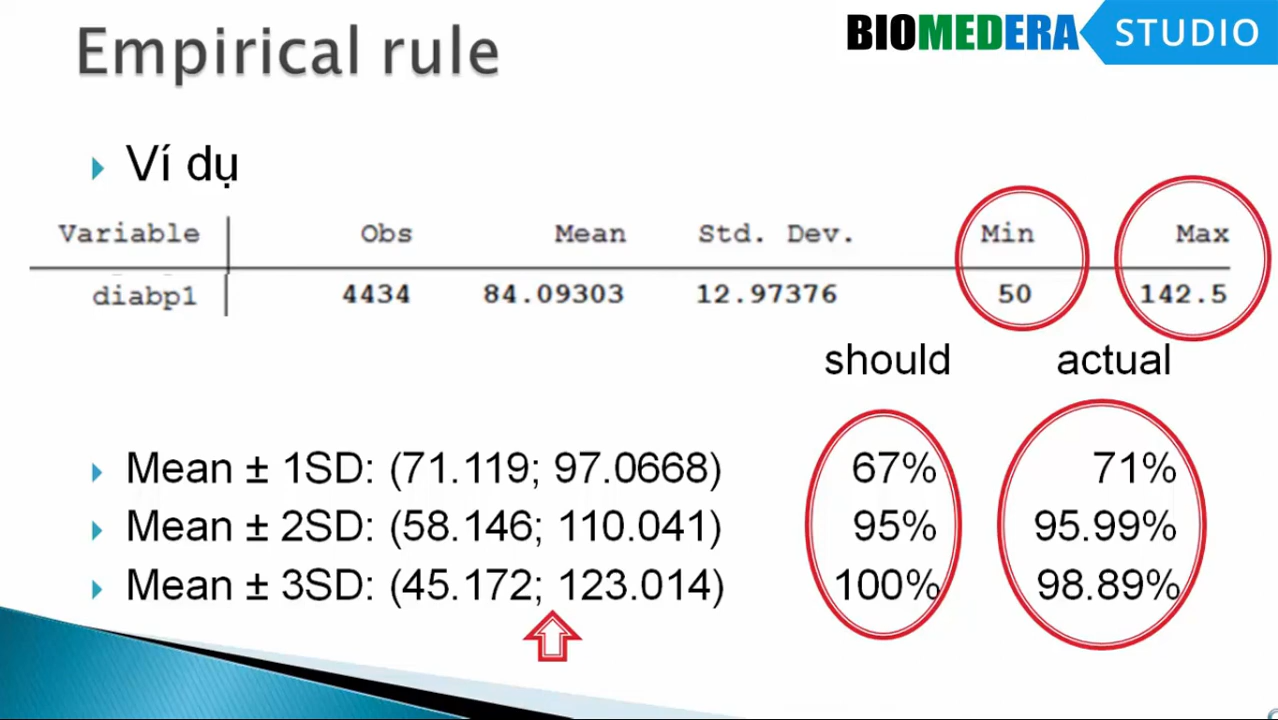 Empirical rule
BIOMEDERA STUDIO
Ví dụ
Variable Obs Mean Std. Dev. Min Max
diabp1 4434 84.09303 12.97376 50 142.5
should actual
Mean ± 1SD: (71.119; 97.0668) 67% 71%
Mean ± 2SD: (58.146; 110.041) 95% 95.99%
Mean ± 3SD: (45.172; 123.014) 100% 98.89%